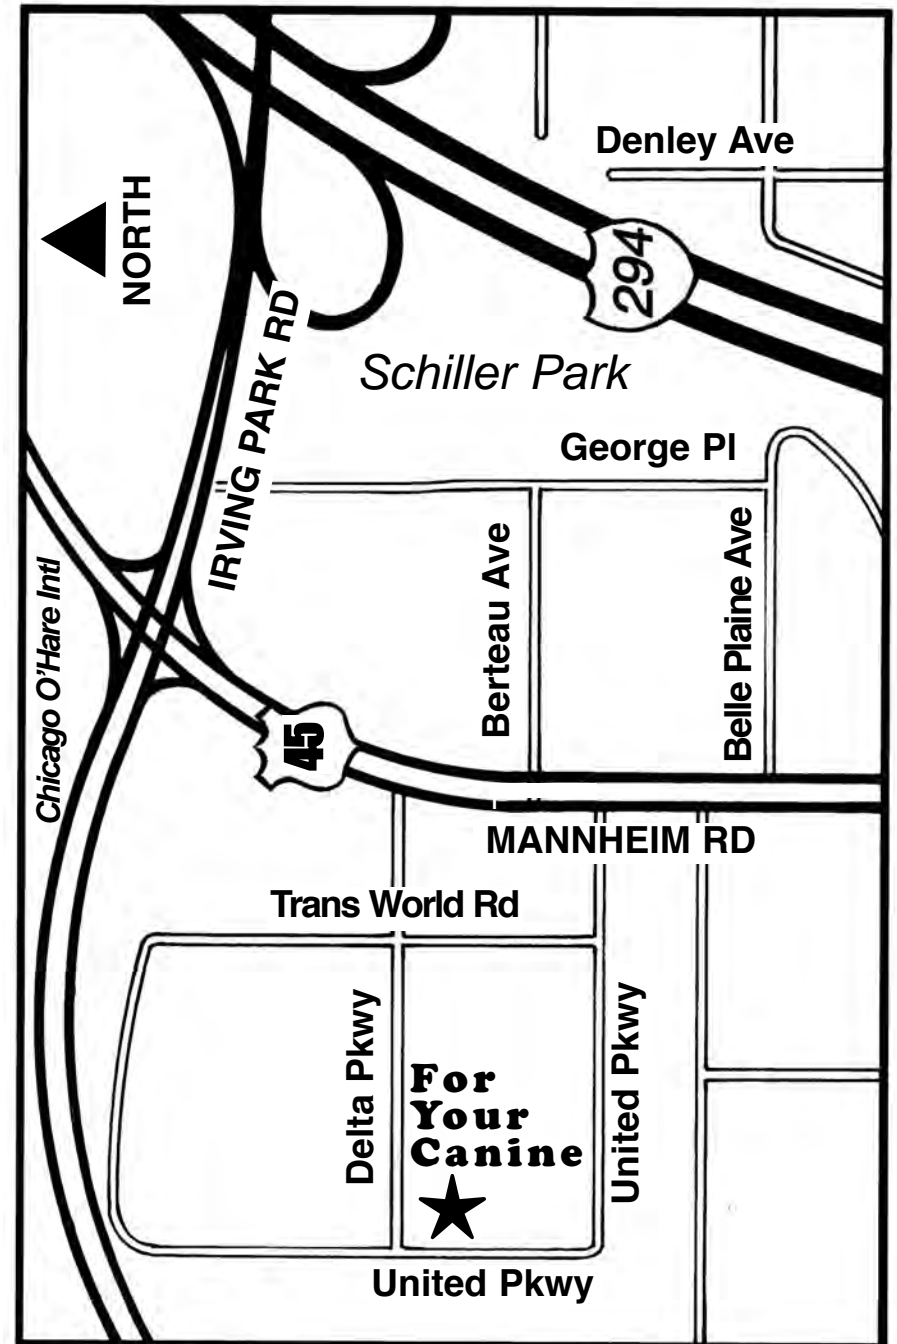 Denley Ave
NORTH
294
IRVING PARK RD
Schiller Park
George Pl
Berteau Ave
Belle Plaine Ave
Chicago O'Hare Intl
45
MANNHEIM RD
Trans World Rd
Delta Pkwy
United Pkwy
For
Your
Canine
United Pkwy